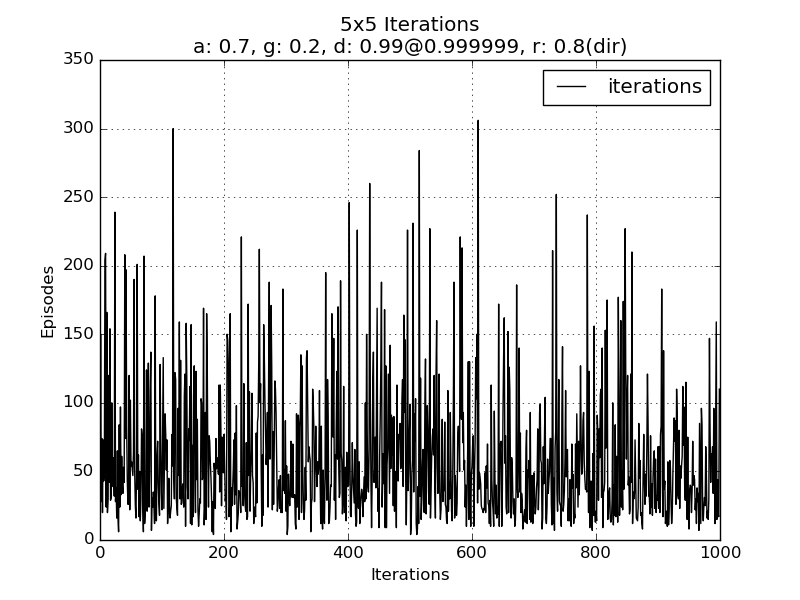 5x5 Iterations
a: 0.7, g: 0.2, d: 0.99@0.999999, r: 0.8(dir)
iterations
350
300
250
200
150
100
50
0
Episodes
0 200 400 600 800 1000
Iterations